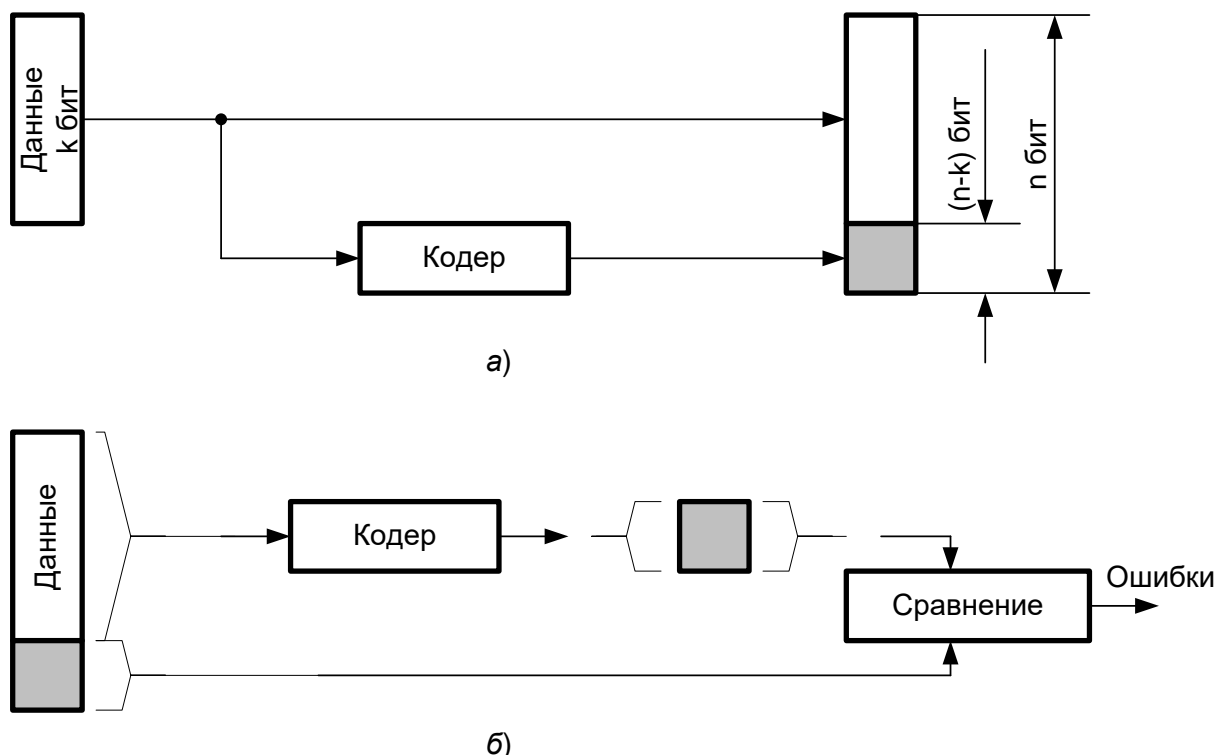 Данные
k бит
(n-k) бит
n бит
Кодер
а)
Данные
Кодер
Сравнение
Ошибки
б)